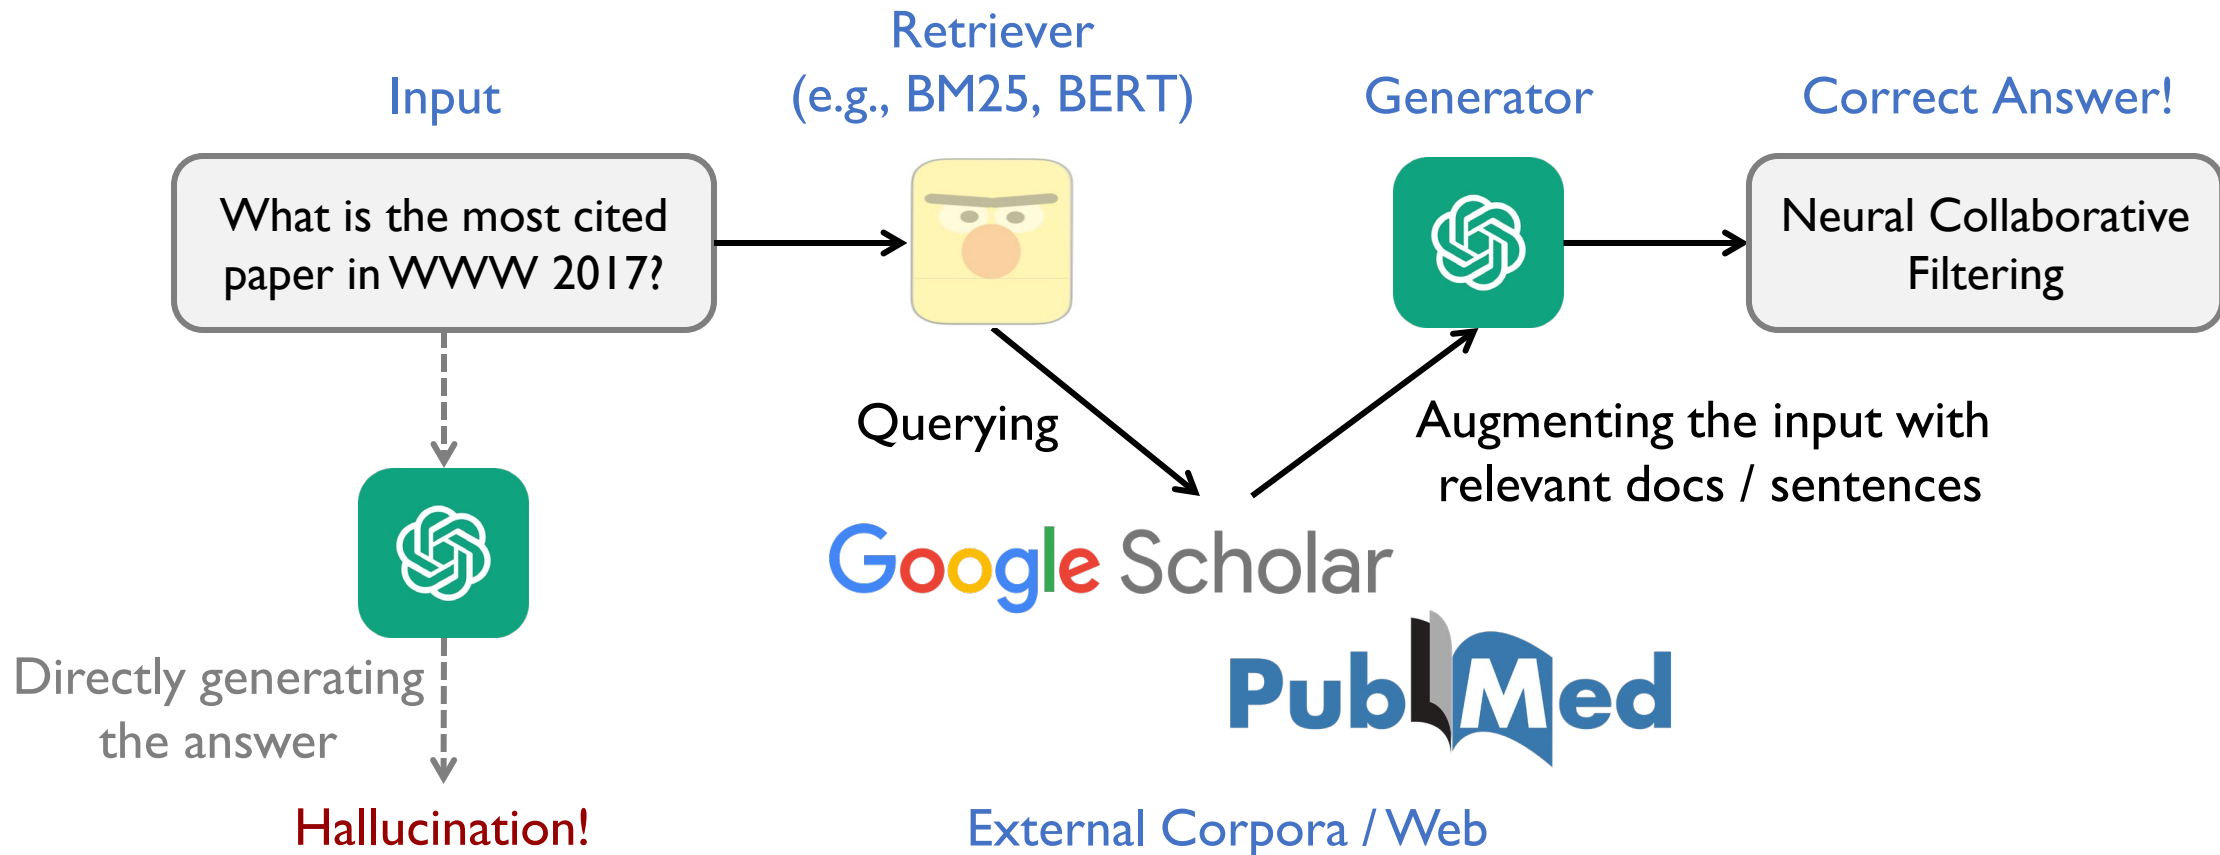 Input
Retriever
(e.g., BM25, BERT)
Generator
Correct Answer!
What is the most cited
paper in WWW 2017?
Neural Collaborative
Filtering
Querying
Augmenting the input with
relevant docs / sentences
Google Scholar
PubMed
Directly generating
the answer
Hallucination!
External Corpora / Web